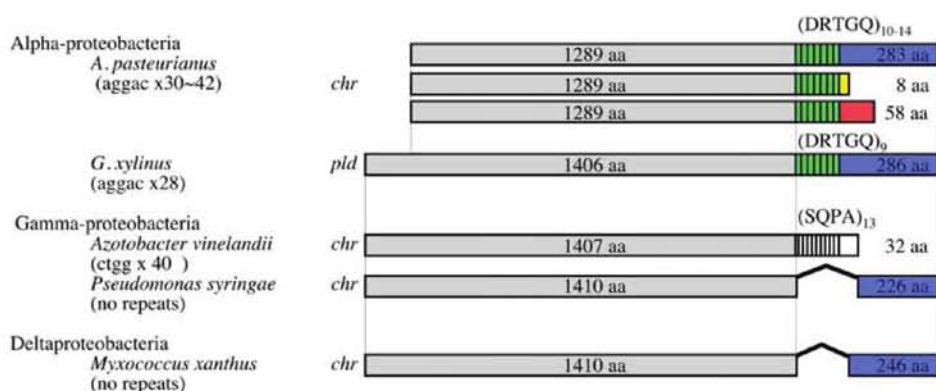 (DRTGQ)10-14
Alpha-proteobacteria
1289 aa 283 aa
A. pasteurianus
(aggac x30~42) chr 1289 aa 8 aa
1289 aa 58 aa
(DRTGQ)9
G. xylinus pld 1406 aa 286 aa
(aggac x28)
Gamma-proteobacteria (SQPA)13
Azotobacter vinelandii chr 1407 aa 32 aa
(ctgg x 40 )
Pseudomonas syringae chr 1410 aa 226 aa
(no repeats)
Deltaproteobacteria
Myxococcus xanthus chr 1410 aa 246 aa
(no repeats)